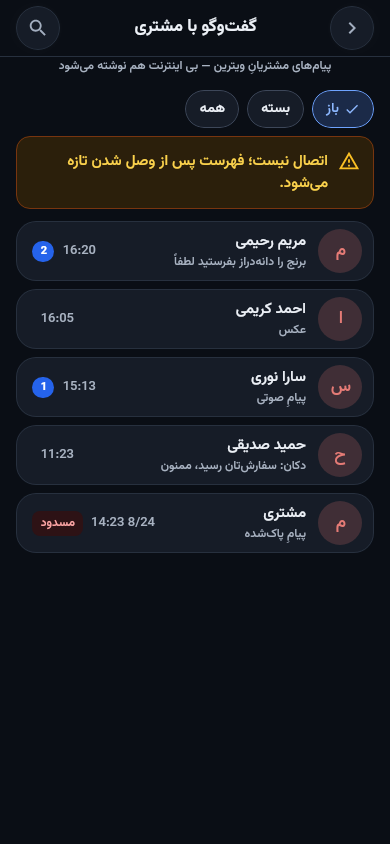 گفت‌وگو با مشتری
پیام‌های مشتریانِ ویترین — بی اینترنت هم نوشته می‌شود
باز
بسته
همه
اتصال نیست؛ فهرست پس از وصل شدن تازه
می‌شود.
م
مریم رحیمی
16:20
2
برنج را دانه‌دراز بفرستید لطفاً
ا
احمد کریمی
16:05
عکس
س
سارا نوری
15:13
1
پیام صوتی
ح
حمید صدیقی
11:23
دکان: سفارش‌تان رسید، ممنون
م
مشتری
14:23 8/24
مسدود
پیامِ پاک‌شده